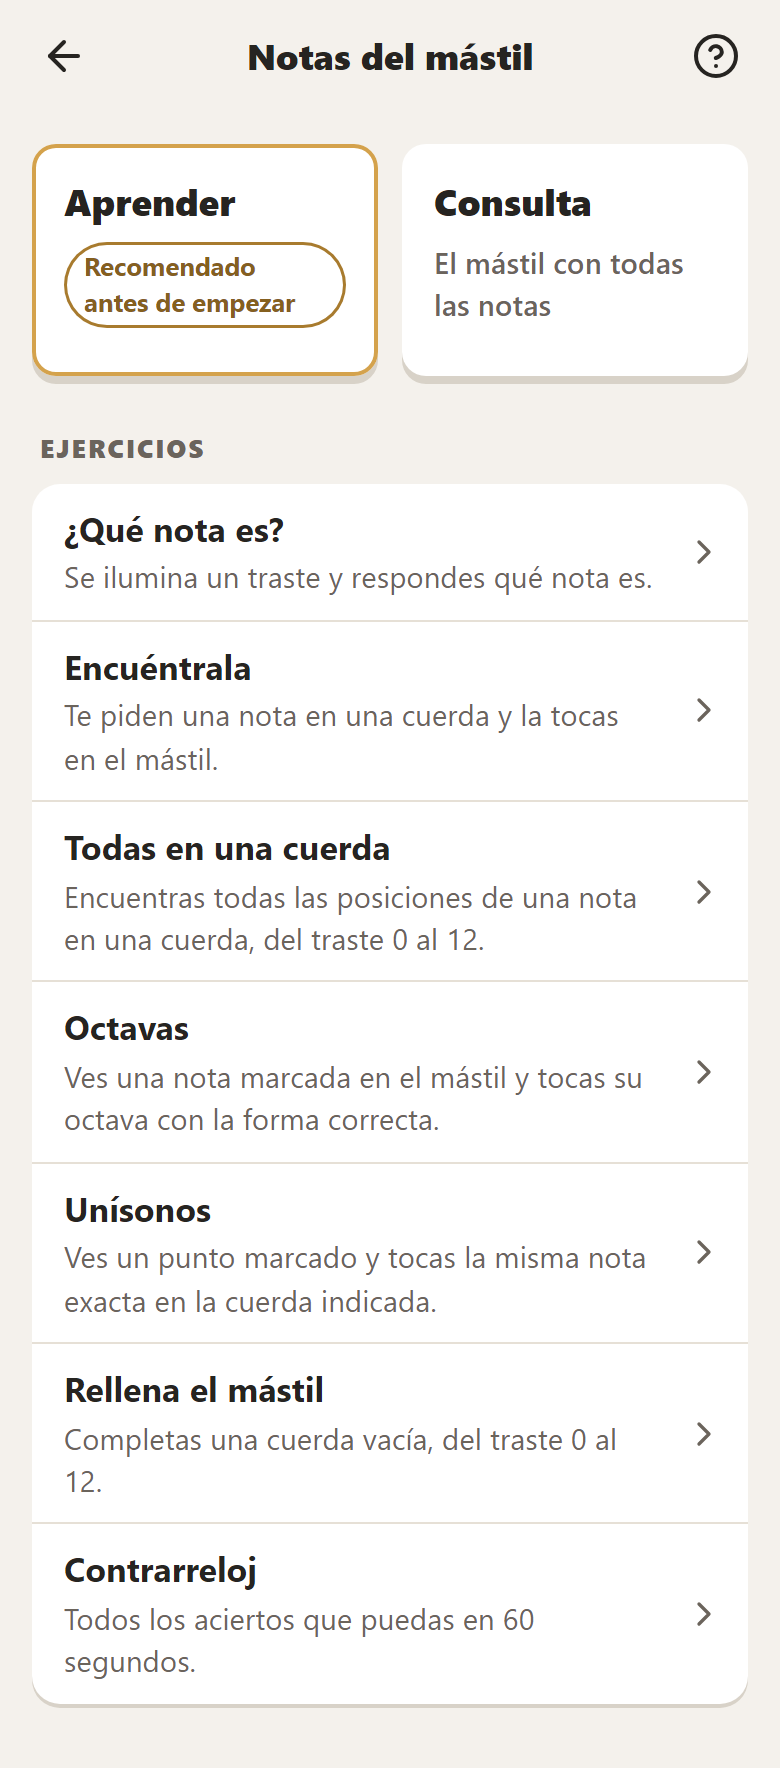 Notas del mástil
Aprender
Recomendado
antes de empezar
Consulta
El mástil con todas
las notas
EJERCICIOS
¿Qué nota es?
Se ilumina un traste y respondes qué nota es.
Encuéntrala
Te piden una nota en una cuerda y la tocas
en el mástil.
Todas en una cuerda
Encuentras todas las posiciones de una nota
en una cuerda, del traste 0 al 12.
Octavas
Ves una nota marcada en el mástil y tocas su
octava con la forma correcta.
Unísonos
Ves un punto marcado y tocas la misma nota
exacta en la cuerda indicada.
Rellena el mástil
Completas una cuerda vacía, del traste 0 al
12.
Contrarreloj
Todos los aciertos que puedas en 60
segundos.